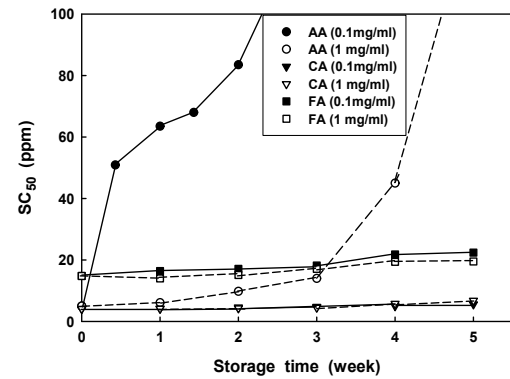 100
80
60
40
20
0
SC50 (ppm)
AA (0.1mg/ml)
AA (1 mg/ml)
CA (0.1mg/ml)
CA (1 mg/ml)
FA (0.1mg/ml)
FA (1 mg/ml)
0 1 2 3 4 5
Storage time (week)